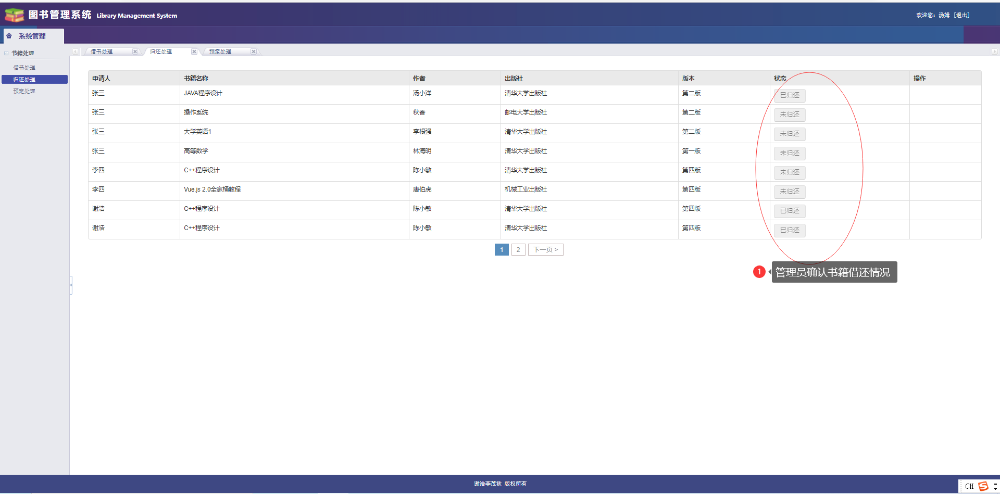 图书管理系统 Library Management System
欢迎您：汤姆 [退出]
系统管理
书籍处理
借书处理
归还处理
预定处理
借书处理 归还处理 预定处理
申请人 书籍名称 作者 出版社 版本 状态 操作
张三 JAVA程序设计 汤小洋 清华大学出版社 第二版 已归还
张三 操作系统 秋香 邮电大学出版社 第二版 未归还
张三 大学英语1 李根强 清华大学出版社 第二版 未归还
张三 高等数学 林海明 清华大学出版社 第一版 未归还
李四 C++程序设计 陈小敏 清华大学出版社 第四版 未归还
李四 Vue.js 2.0全家桶教程 唐伯虎 机械工业出版社 第四版 未归还
谢浩 C++程序设计 陈小敏 清华大学出版社 第四版 已归还
谢浩 C++程序设计 陈小敏 清华大学出版社 第四版 已归还
1 2 下一页 >
1 管理员确认书籍借还情况
谢浩李茂秋 版权所有
CH